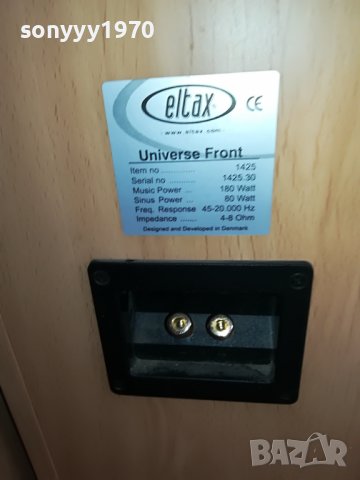 sonyyy1970
eltax
CE
- www.eltax.com -
Universe Front
Item no ............. 1425
Serial no ........... 1425.30
Music Power ... 180 Watt
Sinus Power ... 80 Watt
Freq. Response 45-20.000 Hz
Impedance ....... 4-8 Ohm
Designed and Developed in Denmark
BAZAR